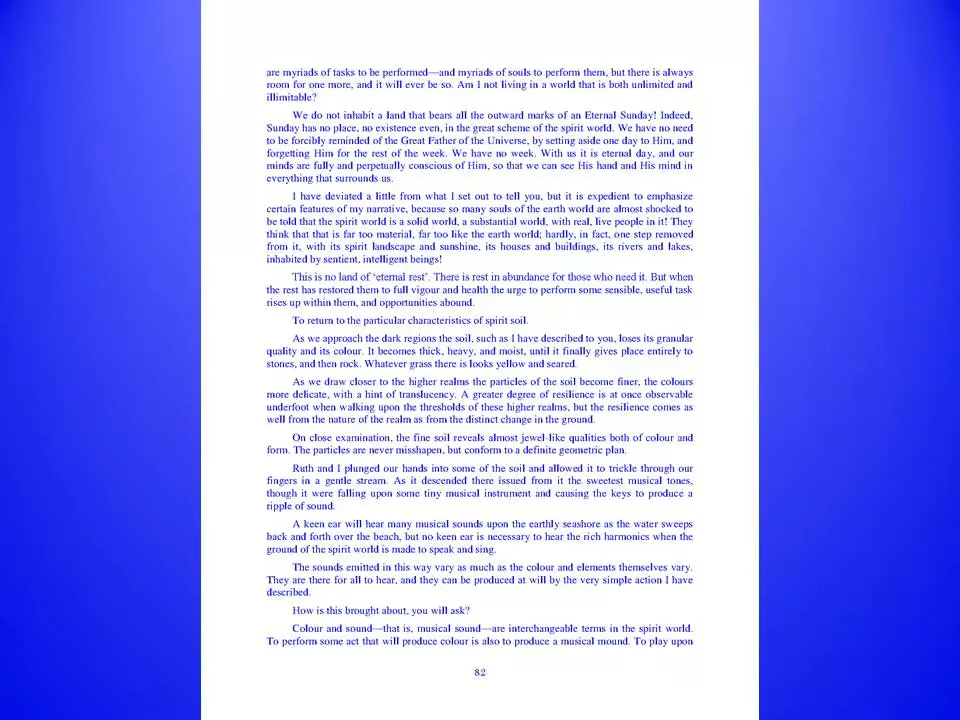 are myriads of tasks to be performed—and myriads of souls to perform them, but there is always
room for one more, and it will ever be so. Am I not living in a world that is both unlimited and
illimitable?
We do not inhabit a land that bears all the outward marks of an Eternal Sunday! Indeed,
Sunday has no place, no existence even, in the great scheme of the spirit world. We have no need
to be forcibly reminded of the Great Father of the Universe, by setting aside one day to Him, and
forgetting Him for the rest of the week. We have no week. With us it is eternal day, and our
minds are fully and perpetually conscious of Him, so that we can see His hand and His mind in
everything that surrounds us.
I have deviated a little from what I set out to tell you, but it is expedient to emphasize
certain features of my narrative, because so many souls of the earth world are almost shocked to
be told that the spirit world is a solid world, a substantial world, with real, live people in it! They
think that that is far too material, far too like the earth world; hardly, in fact, one step removed
from it, with its spirit landscape and sunshine, its houses and buildings, its rivers and lakes,
inhabited by sentient, intelligent beings!
This is no land of ‘eternal rest’. There is rest in abundance for those who need it. But when
the rest has restored them to full vigour and health the urge to perform some sensible, useful task
rises up within them, and opportunities abound.
To return to the particular characteristics of spirit soil.
As we approach the dark regions the soil, such as I have described to you, loses its granular
quality and its colour. It becomes thick, heavy, and moist, until it finally gives place entirely to
stones, and then rock. Whatever grass there is looks yellow and seared.
As we draw closer to the higher realms the particles of the soil become finer, the colours
more delicate, with a hint of translucency. A greater degree of resilience is at once observable
underfoot when walking upon the thresholds of these higher realms, but the resilience comes as
well from the nature of the realm as from the distinct change in the ground.
On close examination, the fine soil reveals almost jewel-like qualities both of colour and
form. The particles are never misshapen, but conform to a definite geometric plan.
Ruth and I plunged our hands into some of the soil and allowed it to trickle through our
fingers in a gentle stream. As it descended there issued from it the sweetest musical tones,
though it were falling upon some tiny musical instrument and causing the keys to produce a
ripple of sound.
A keen ear will hear many musical sounds upon the earthly seashore as the water sweeps
back and forth over the beach, but no keen ear is necessary to hear the rich harmonics when the
ground of the spirit world is made to speak and sing.
The sounds emitted in this way vary as much as the colour and elements themselves vary.
They are there for all to hear, and they can be produced at will by the very simple action I have
described.
How is this brought about, you will ask?
Colour and sound—that is, musical sound—are interchangeable terms in the spirit world.
To perform some act that will produce colour is also to produce a musical mound. To play upon
82